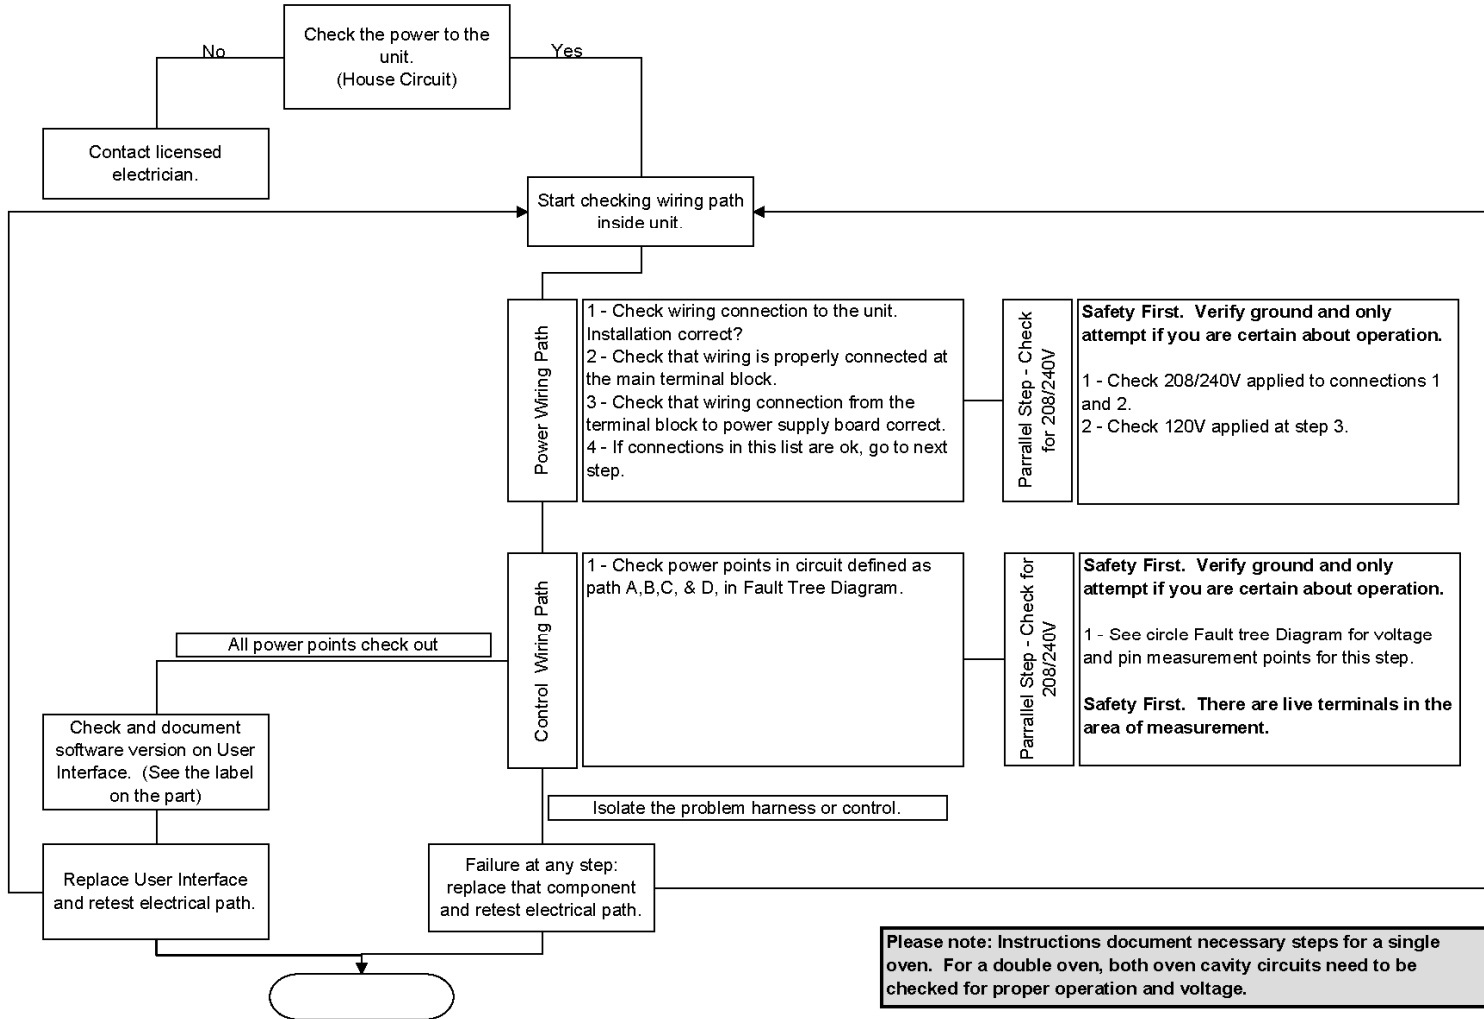 Check the power to the
unit.
(House Circuit)
No
Yes
Contact licensed
electrician.
Start checking wiring path
inside unit.
Power Wiring Path
1 - Check wiring connection to the unit.
Installation correct?
2 - Check that wiring is properly connected at
the main terminal block.
3 - Check that wiring connection from the
terminal block to power supply board correct.
4 - If connections in this list are ok, go to next
step.
Parrallel Step - Check
for 208/240V
Safety First.  Verify ground and only
attempt if you are certain about operation.
1 - Check 208/240V applied to connections 1
and 2.
2 - Check 120V applied at step 3.
Control Wiring Path
1 - Check power points in circuit defined as
path A,B,C, & D, in Fault Tree Diagram.
Parrallel Step - Check for
208/240V
Safety First.  Verify ground and only
attempt if you are certain about operation.
1 - See circle Fault tree Diagram for voltage
and pin measurement points for this step.
Safety First.  There are live terminals in the
area of measurement.
All power points check out
Check and document
software version on User
Interface.  (See the label
on the part)
Replace User Interface
and retest electrical path.
Isolate the problem harness or control.
Failure at any step:
replace that component
and retest electrical path.
Please note: Instructions document necessary steps for a single
oven.  For a double oven, both oven cavity circuits need to be
checked for proper operation and voltage.